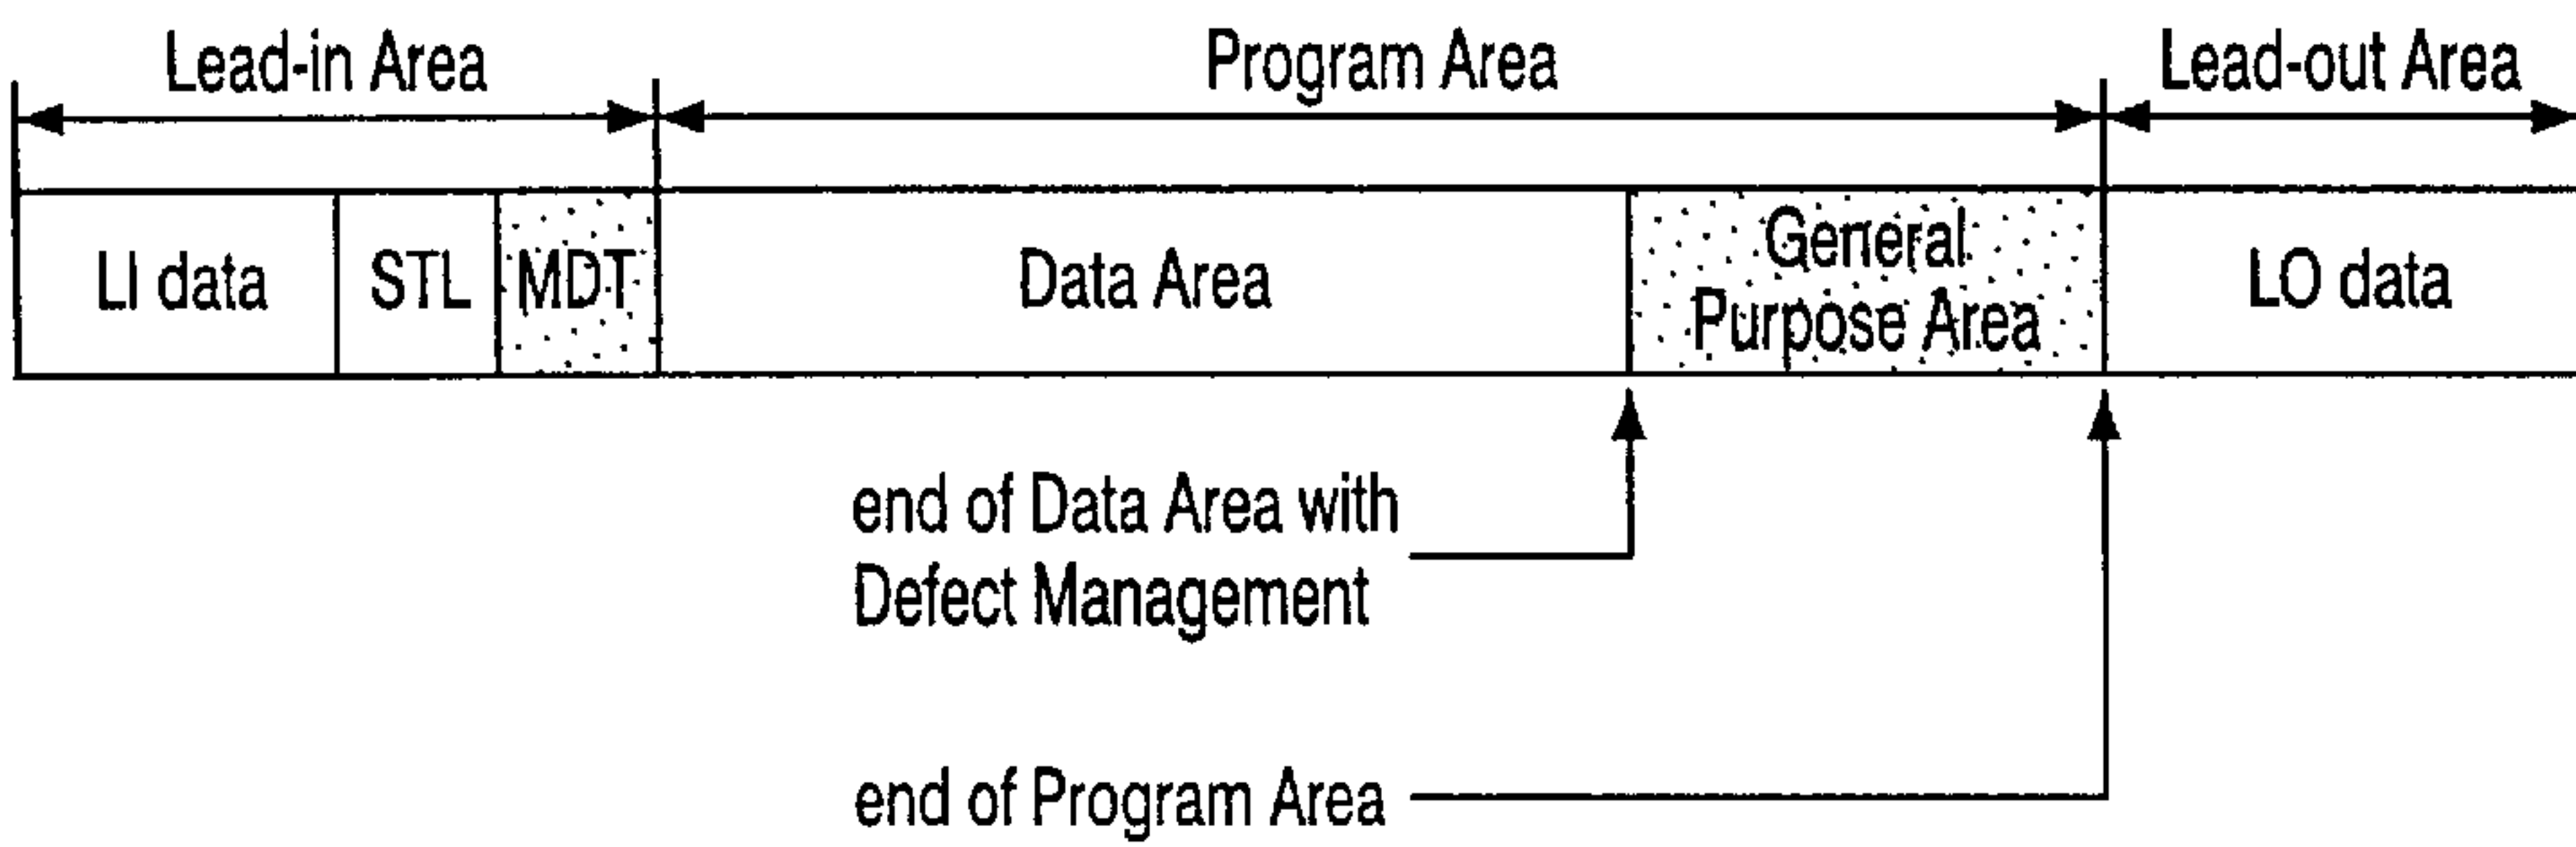 Lead-in Area
Program Area
Lead-out Area
LI data
STL
MDT
Data Area
General
Purpose Area
LO data
end of Data Area with
Defect Management
end of Program Area